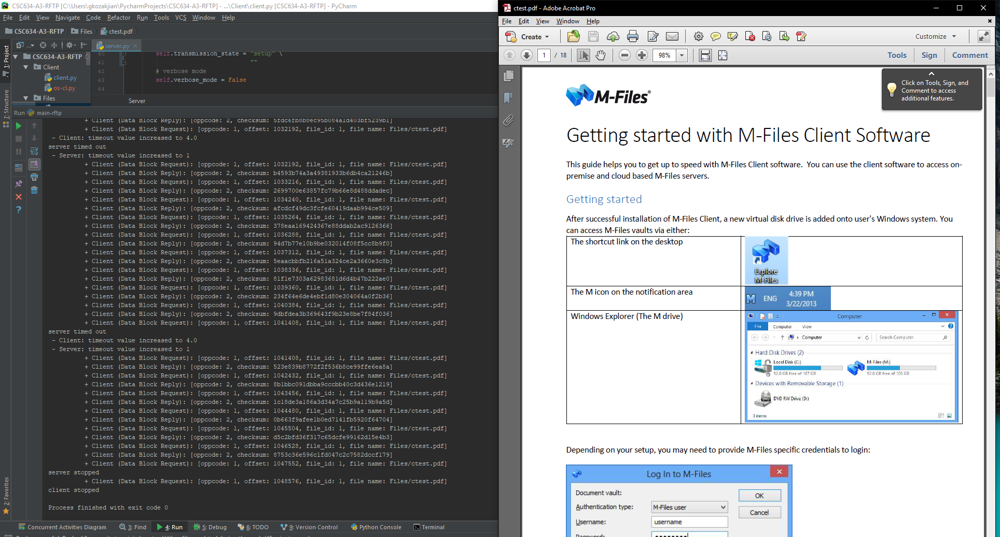 CSC634-A3-RFTP [C:\Users\gkozakjian\PycharmProjects\CSC634-A3-RFTP] - ...\Client\client.py [CSC634-A3-RFTP] - PyCharm
File Edit View Navigate Code Refactor Run Tools VCS Window Help
CSC634-A3-RFTP Files ctest.pdf
server.py
1: Project
7: Structure
2: Favorites
CSC634-A3-RFTP
Client
client.py
os-cl.py
Files
40 self.transmission_state = "setup" \
41 ""
42 # verbose mode
43 self.verbose_mode = False
44
Server
Run main-rftp
+ Client (Data Block Reply): [oppcode: 2, checksum: 5fdc6fb8b8ec95b084a1d403bf5239b1]
+ Client (Data Block Request): [oppcode: 1, offset: 1032192, file_id: 1, file name: Files/ctest.pdf]
- Client: timeout value increased to 4.0
server timed out
- Server: timeout value increased to 1
+ Client (Data Block Request): [oppcode: 1, offset: 1032192, file_id: 1, file name: Files/ctest.pdf]
+ Client (Data Block Reply): [oppcode: 2, checksum: b4593b74a3a49381933b6db4ca21246b]
+ Client (Data Block Request): [oppcode: 1, offset: 1033216, file_id: 1, file name: Files/ctest.pdf]
+ Client (Data Block Reply): [oppcode: 2, checksum: 2699700e63857fc79b66e8d488ddadec]
+ Client (Data Block Request): [oppcode: 1, offset: 1034240, file_id: 1, file name: Files/ctest.pdf]
+ Client (Data Block Reply): [oppcode: 2, checksum: afcdcf49dc3fcfe60419daab994ce509]
+ Client (Data Block Request): [oppcode: 1, offset: 1035264, file_id: 1, file name: Files/ctest.pdf]
+ Client (Data Block Reply): [oppcode: 2, checksum: 378eaa169424367e88ddab2ac9126366]
+ Client (Data Block Request): [oppcode: 1, offset: 1036288, file_id: 1, file name: Files/ctest.pdf]
+ Client (Data Block Reply): [oppcode: 2, checksum: 94d7b77e10b9be032014f08f5cc8b9f0]
+ Client (Data Block Request): [oppcode: 1, offset: 1037312, file_id: 1, file name: Files/ctest.pdf]
+ Client (Data Block Reply): [oppcode: 2, checksum: 5eaacbbfb216a51a324ce2a3660e3c8b]
+ Client (Data Block Request): [oppcode: 1, offset: 1038336, file_id: 1, file name: Files/ctest.pdf]
+ Client (Data Block Reply): [oppcode: 2, checksum: 81f1e7303a62983681d6d4b47b222ae0]
+ Client (Data Block Request): [oppcode: 1, offset: 1039360, file_id: 1, file name: Files/ctest.pdf]
+ Client (Data Block Reply): [oppcode: 2, checksum: 234f64e6de4ebf1d80e304064a0f2b36]
+ Client (Data Block Request): [oppcode: 1, offset: 1040384, file_id: 1, file name: Files/ctest.pdf]
+ Client (Data Block Reply): [oppcode: 2, checksum: 9dbfdea3b369643f9b23e8be7f84f036]
+ Client (Data Block Request): [oppcode: 1, offset: 1041408, file_id: 1, file name: Files/ctest.pdf]
server timed out
- Client: timeout value increased to 4.0
- Server: timeout value increased to 1
+ Client (Data Block Request): [oppcode: 1, offset: 1041408, file_id: 1, file name: Files/ctest.pdf]
+ Client (Data Block Reply): [oppcode: 2, checksum: 523e839b8772f2f536b8ce99ffe6ea8a]
+ Client (Data Block Request): [oppcode: 1, offset: 1042432, file_id: 1, file name: Files/ctest.pdf]
+ Client (Data Block Reply): [oppcode: 2, checksum: 8b1bbc091dbba9cccbb40c3d436e1219]
+ Client (Data Block Request): [oppcode: 1, offset: 1043456, file_id: 1, file name: Files/ctest.pdf]
+ Client (Data Block Reply): [oppcode: 2, checksum: 1c18de3a186a3d34a7c25b9a119b9a5d]
+ Client (Data Block Request): [oppcode: 1, offset: 1044480, file_id: 1, file name: Files/ctest.pdf]
+ Client (Data Block Reply): [oppcode: 2, checksum: 0b663f9afee1b0ed7141fb5920f64704]
+ Client (Data Block Request): [oppcode: 1, offset: 1045504, file_id: 1, file name: Files/ctest.pdf]
+ Client (Data Block Reply): [oppcode: 2, checksum: d5c2bfd36f317c65dcfe99162d15e4b3]
+ Client (Data Block Request): [oppcode: 1, offset: 1046528, file_id: 1, file name: Files/ctest.pdf]
+ Client (Data Block Reply): [oppcode: 2, checksum: 8753c36e596c1fd047c2c7582dccf179]
+ Client (Data Block Request): [oppcode: 1, offset: 1047552, file_id: 1, file name: Files/ctest.pdf]
server stopped
+ Client (Data Block Request): [oppcode: 1, offset: 1048576, file_id: 1, file name: Files/ctest.pdf]
client stopped
Process finished with exit code 0
Concurrent Activities Diagram 3: Find 4: Run 5: Debug 6: TODO 9: Version Control Python Console Terminal
ctest.pdf - Adobe Acrobat Pro
File Edit View Window Help
Create Customize
1 / 18 98% Tools Sign Comment
Click on Tools, Sign, and
Comment to access
additional features.
M-Files®
Getting started with M-Files Client Software
This guide helps you to get up to speed with M-Files Client software. You can use the client software to access on-
premise and cloud based M-Files servers.
Getting started
After successful installation of M-Files Client, a new virtual disk drive is added onto user's Windows system. You
can access M-Files vaults via either:
The shortcut link on the desktop
Explore
M-Files
The M icon on the notification area
M ENG 4:39 PM
3/22/2013
Windows Explorer (The M drive)
Computer
File Computer View
Computer Search Computer
Hard Disk Drives (2)
Local Disk (C:) M-Files (M:)
52.0 GB free of 167 GB 52.0 GB free of 100 GB
Devices with Removable Storage (1)
DVD DVD RW Drive (D:)
3 items
Depending on your setup, you may need to provide M-Files specific credentials to login:
Log In to M-Files
Document vault:
OK
Authentication type: M-Files user
Cancel
Username: username
Password: